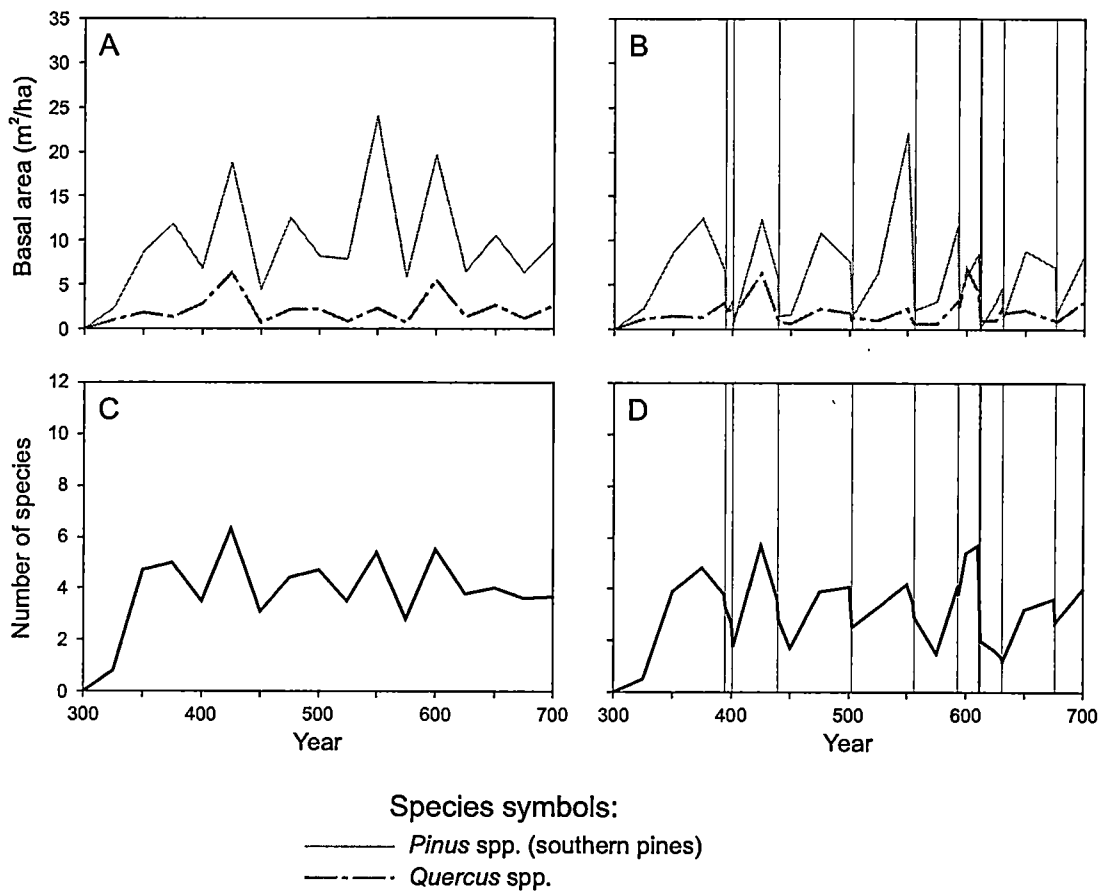 A
B
Basal area (m²/ha)
35
30
25
20
15
10
5
0
C
D
Number of species
12
10
8
6
4
2
0
300 400 500 600 700
300 400 500 600 700
Year
Year
Species symbols:
Pinus spp. (southern pines)
Quercus spp.